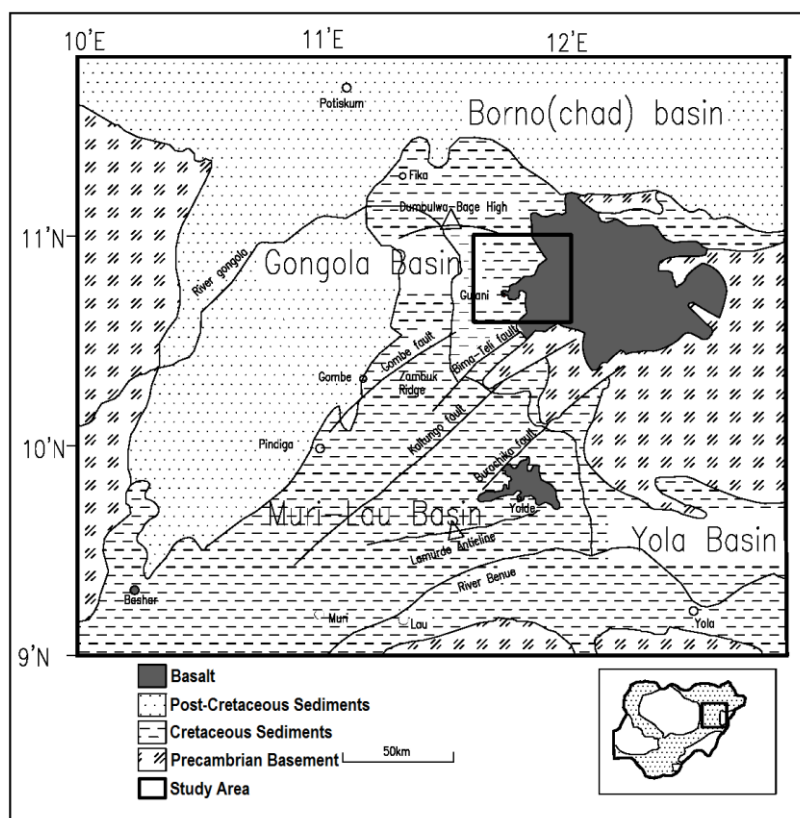 10'E 11'E 12'E
Potiskum
Borno(chad) basin
Fika
Dumbulwa-Bage High
11'N
River gongola
Gongola Basin
Gulani
Gombe fault
Bima-Teli fault
Gombe
Zambuk
Ridge
Kaltungo fault
10'N
Pindiga
Burachika fault
Muri-Lau Basin
Yolde
Lamurde Anticline
Yola Basin
River Benue
Bashar
Muri
Lau
Yola
9'N
Basalt
Post-Cretaceous Sediments
Cretaceous Sediments
Precambrian Basement
50km
Study Area